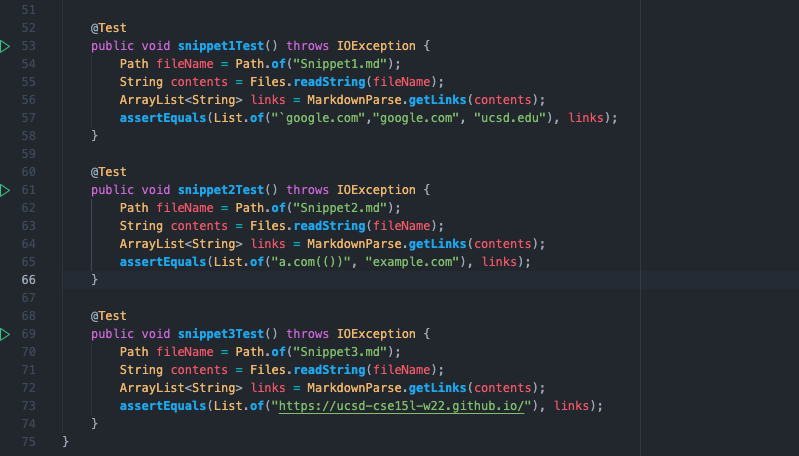 51
52 @Test
53 public void snippet1Test() throws IOException {
54 Path fileName = Path.of("Snippet1.md");
55 String contents = Files.readString(fileName);
56 ArrayList<String> links = MarkdownParse.getLinks(contents);
57 assertEquals(List.of("`google.com","google.com", "ucsd.edu"), links);
58 }
59
60 @Test
61 public void snippet2Test() throws IOException {
62 Path fileName = Path.of("Snippet2.md");
63 String contents = Files.readString(fileName);
64 ArrayList<String> links = MarkdownParse.getLinks(contents);
65 assertEquals(List.of("a.com(())", "example.com"), links);
66 }
67
68 @Test
69 public void snippet3Test() throws IOException {
70 Path fileName = Path.of("Snippet3.md");
71 String contents = Files.readString(fileName);
72 ArrayList<String> links = MarkdownParse.getLinks(contents);
73 assertEquals(List.of("https://ucsd-cse15l-w22.github.io/"), links);
74 }
75 }